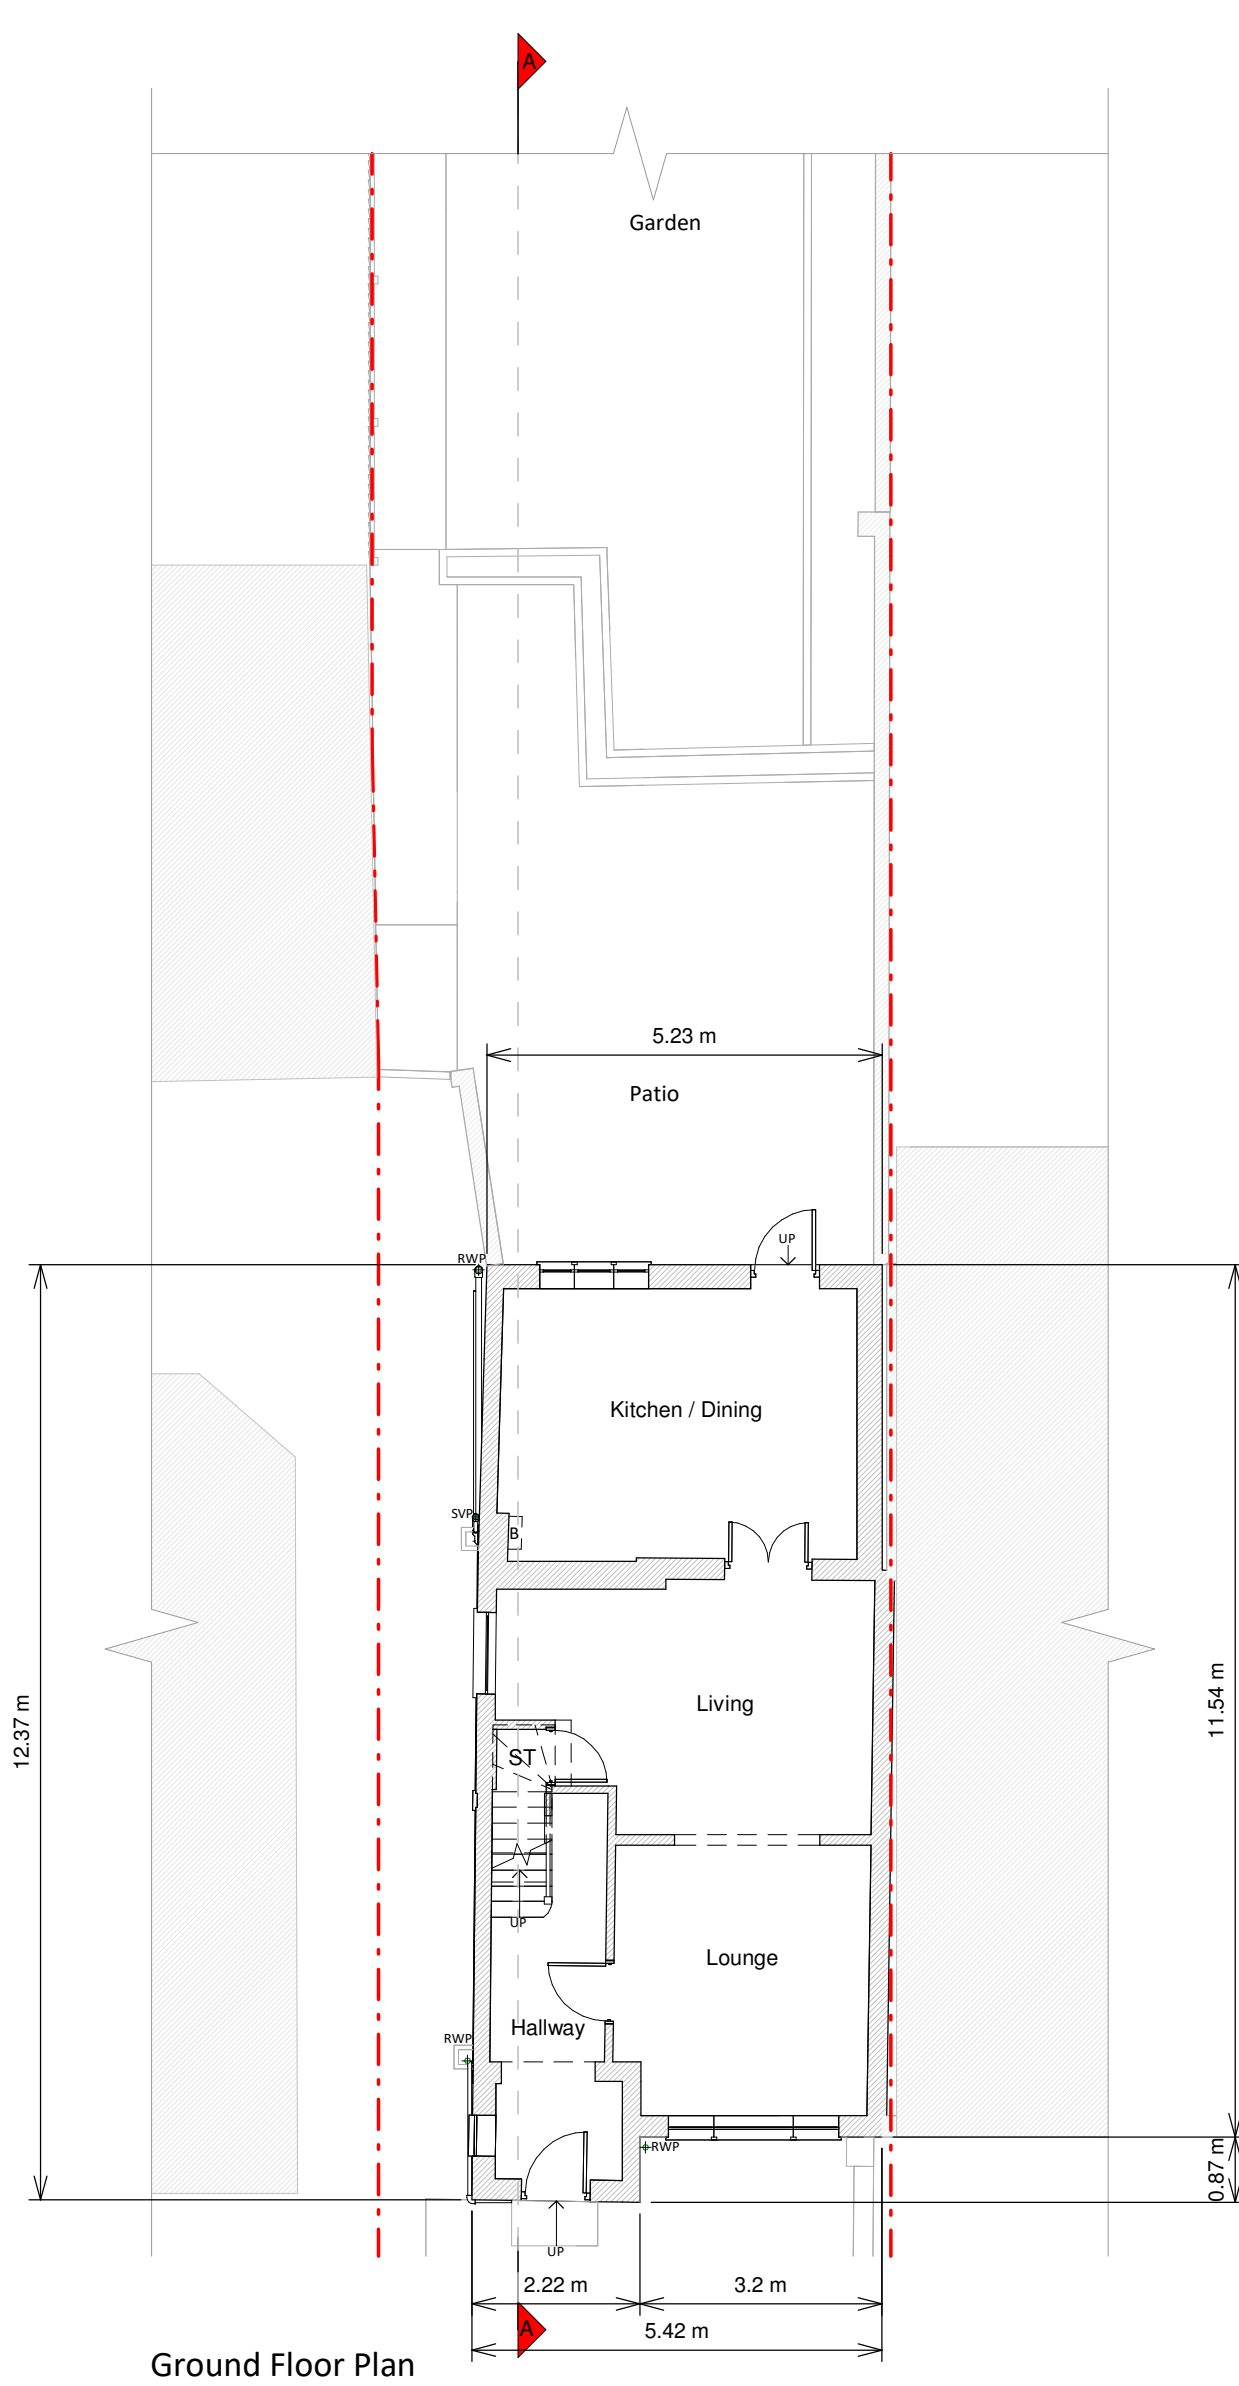 A
Garden
5.23 m
Patio
UP
RWP
Kitchen / Dining
SVP
B
12.37 m
11.54 m
Living
ST
UP
Lounge
Hallway
RWP
RWP
0.87 m
UP
2.22 m
3.2 m
A
5.42 m
Ground Floor Plan